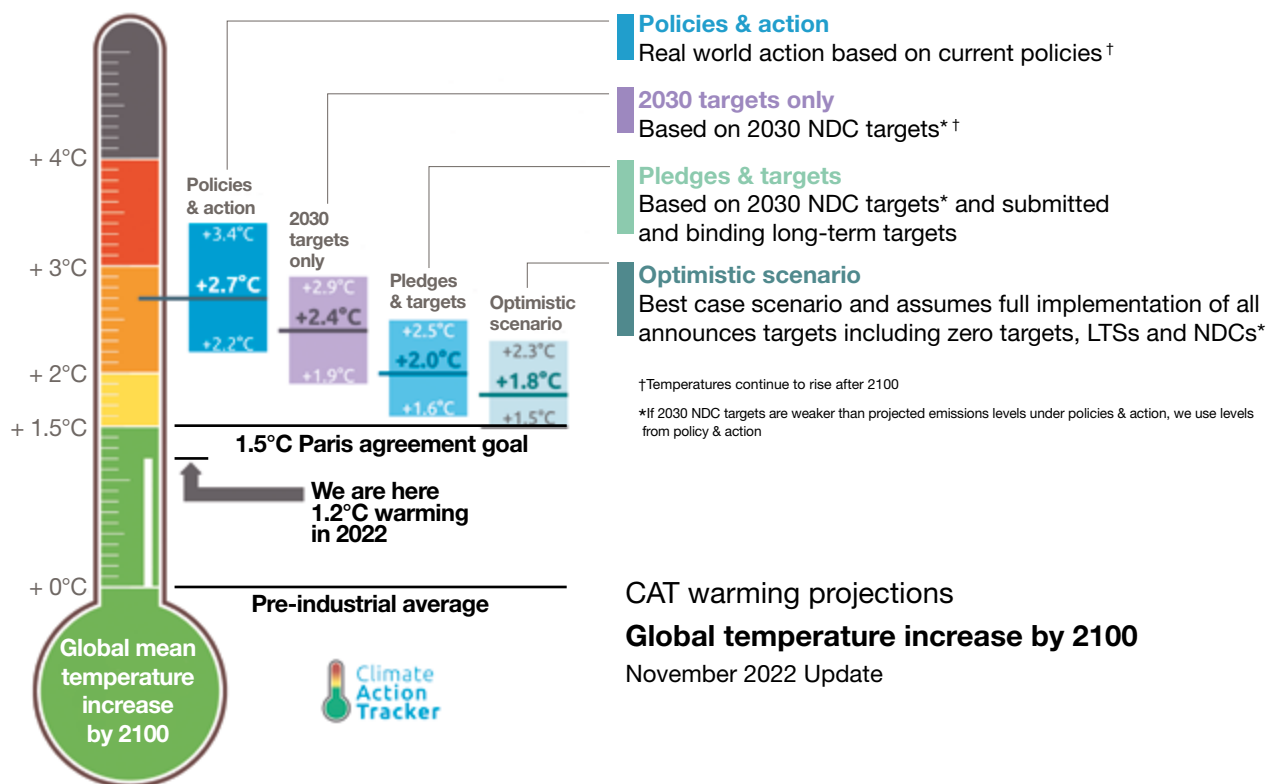 Policies & action
Real world action based on current policies †
2030 targets only
Based on 2030 NDC targets* †
Pledges & targets
Based on 2030 NDC targets* and submitted
and binding long-term targets
Optimistic scenario
Best case scenario and assumes full implementation of all
announces targets including zero targets, LTSs and NDCs*
†Temperatures continue to rise after 2100
*If 2030 NDC targets are weaker than projected emissions levels under policies & action, we use levels
from policy & action
+ 4°C
+ 3°C
+ 2°C
+ 1.5°C
+ 0°C
Policies
& action
+3.4°C
+2.7°C
+2.2°C
2030
targets
only
+2.9°C
+2.4°C
+1.9°C
Pledges
& targets
+2.5°C
+2.0°C
+1.6°C
Optimistic
scenario
+2.3°C
+1.8°C
+1.5°C
1.5°C Paris agreement goal
We are here
1.2°C warming
in 2022
Pre-industrial average
Global mean
temperature
increase
by 2100
Climate
Action
Tracker
CAT warming projections
Global temperature increase by 2100
November 2022 Update